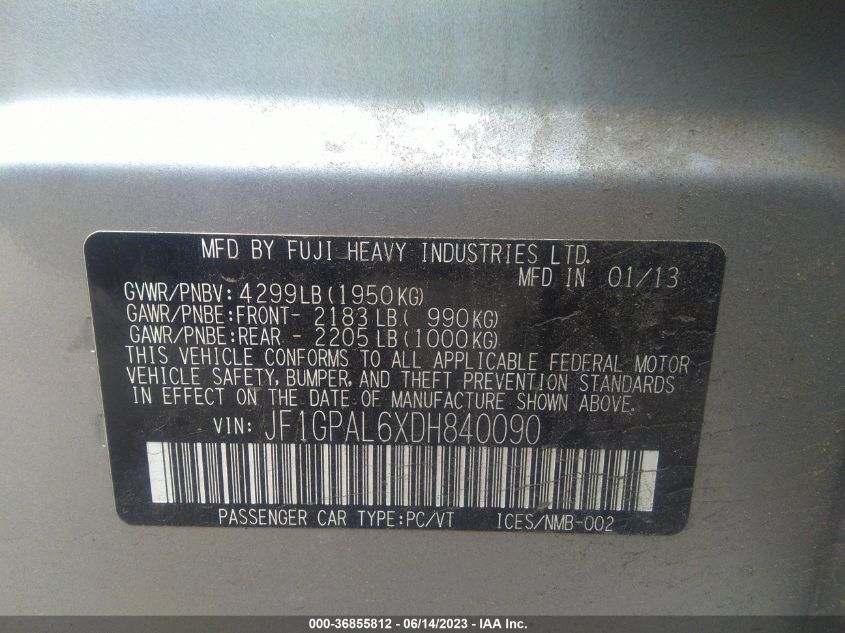 MFD BY FUJI HEAVY INDUSTRIES LTD.
MFD IN 01/13
GVWR/PNBV: 4299LB (1950KG)
GAWR/PNBE:FRONT- 2183 LB( 990KG)
GAWR/PNBE:REAR - 2205 LB (1000KG)
THIS VEHICLE CONFORMS TO ALL APPLICABLE FEDERAL MOTOR
VEHICLE SAFETY, BUMPER, AND THEFT PREVENTION STANDARDS
IN EFFECT ON THE DATE OF MANUFACTURE SHOWN ABOVE.
VIN: JF1GPAL6XDH840090
PASSENGER CAR TYPE:PC/VT ICES/NMB-002
000-36855812 - 06/14/2023 - IAA Inc.